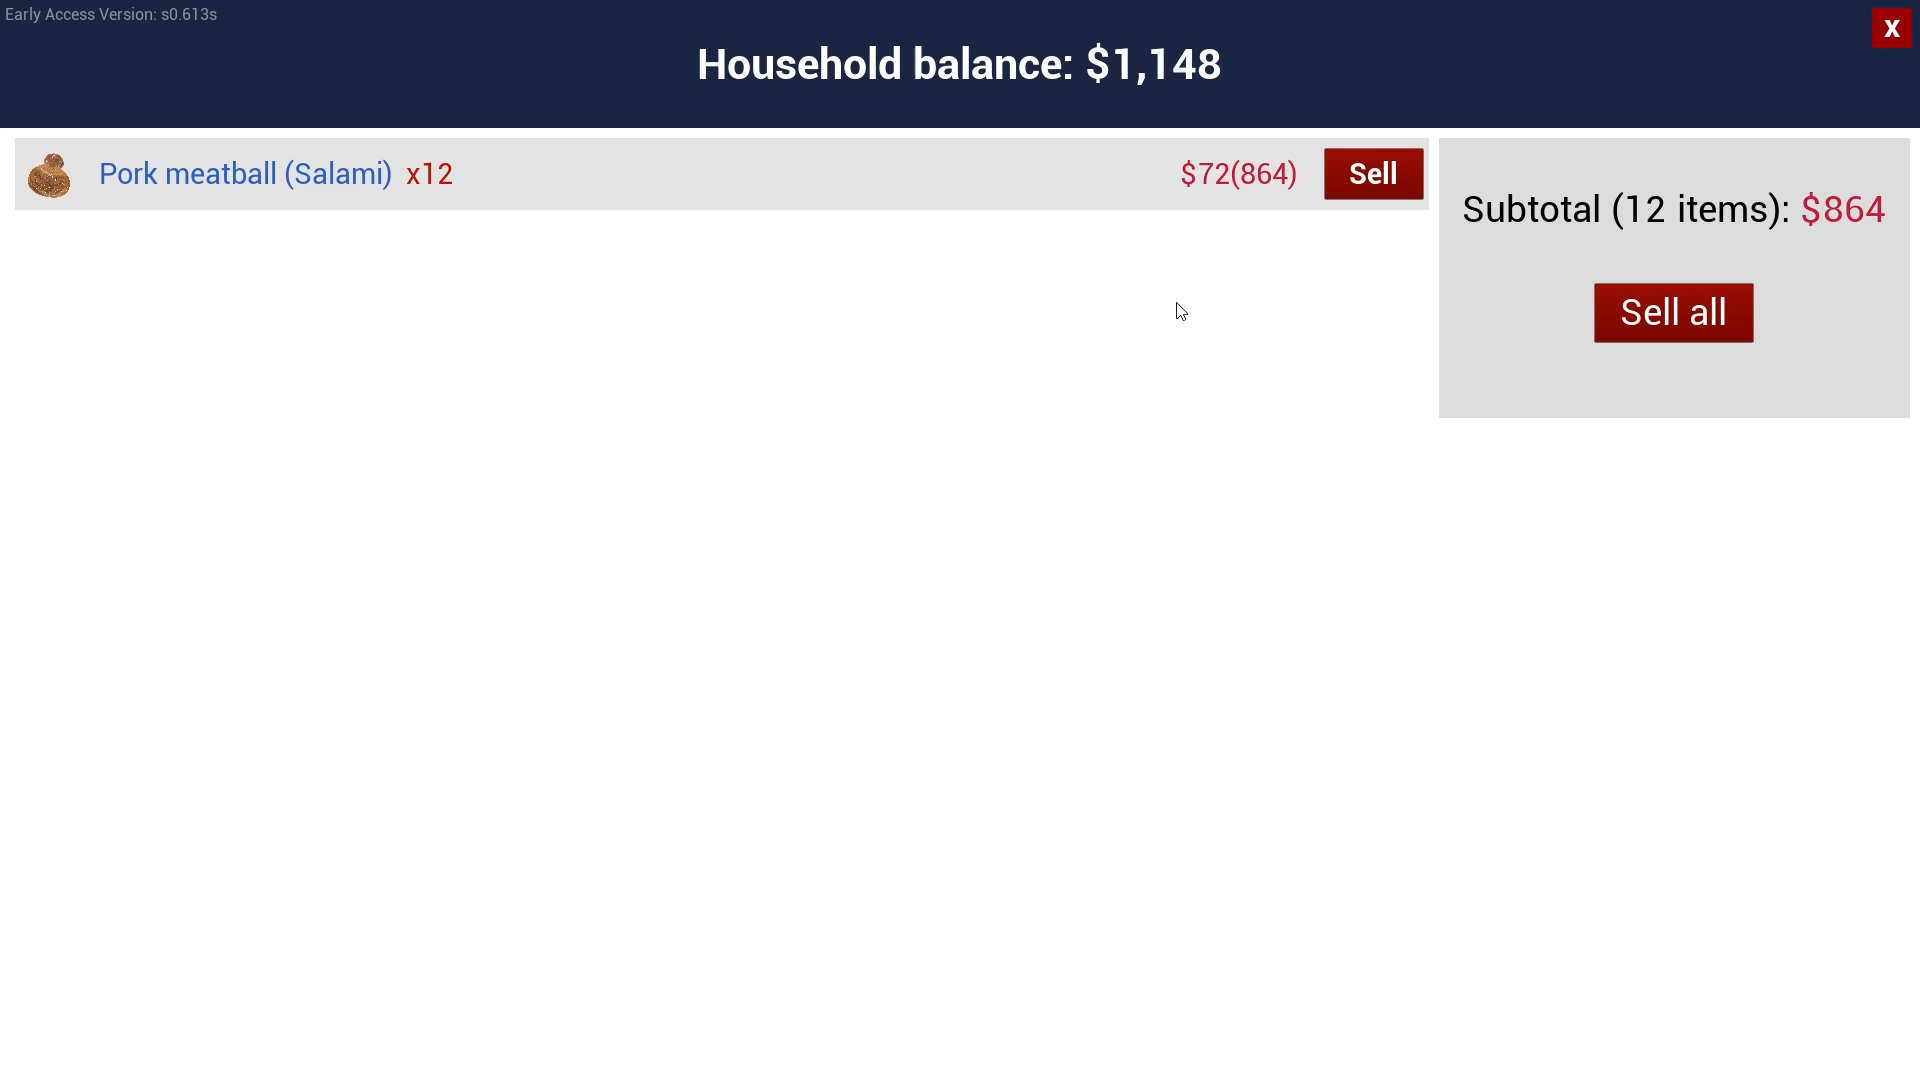 Early Access Version: s0.613s
X
Household balance: $1,148
Pork meatball (Salami) x12 $72(864) Sell
Subtotal (12 items): $864
Sell all